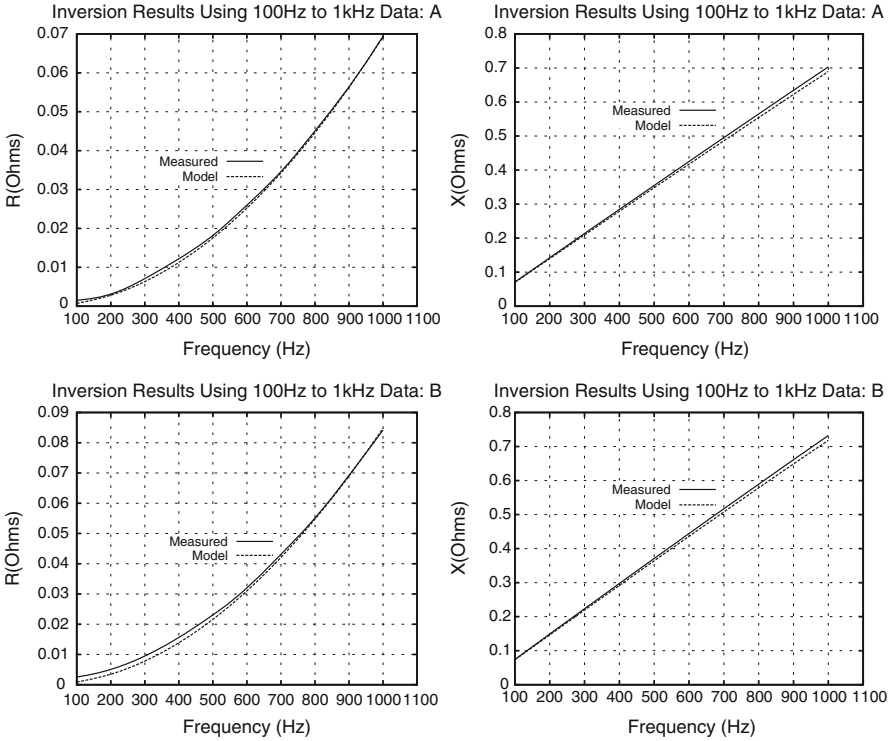 Inversion Results Using 100Hz to 1kHz Data: A
0.07
0.06
0.05
0.04
0.03
0.02
0.01
0
R(Ohms)
Measured
Model
100 200 300 400 500 600 700 800 900 1000 1100
Frequency (Hz)
Inversion Results Using 100Hz to 1kHz Data: A
0.8
0.7
0.6
0.5
0.4
0.3
0.2
0.1
0
X(Ohms)
Measured
Model
100 200 300 400 500 600 700 800 900 1000 1100
Frequency (Hz)
Inversion Results Using 100Hz to 1kHz Data: B
0.09
0.08
0.07
0.06
0.05
0.04
0.03
0.02
0.01
0
R(Ohms)
Measured
Model
100 200 300 400 500 600 700 800 900 1000 1100
Frequency (Hz)
Inversion Results Using 100Hz to 1kHz Data: B
0.8
0.7
0.6
0.5
0.4
0.3
0.2
0.1
0
X(Ohms)
Measured
Model
100 200 300 400 500 600 700 800 900 1000 1100
Frequency (Hz)